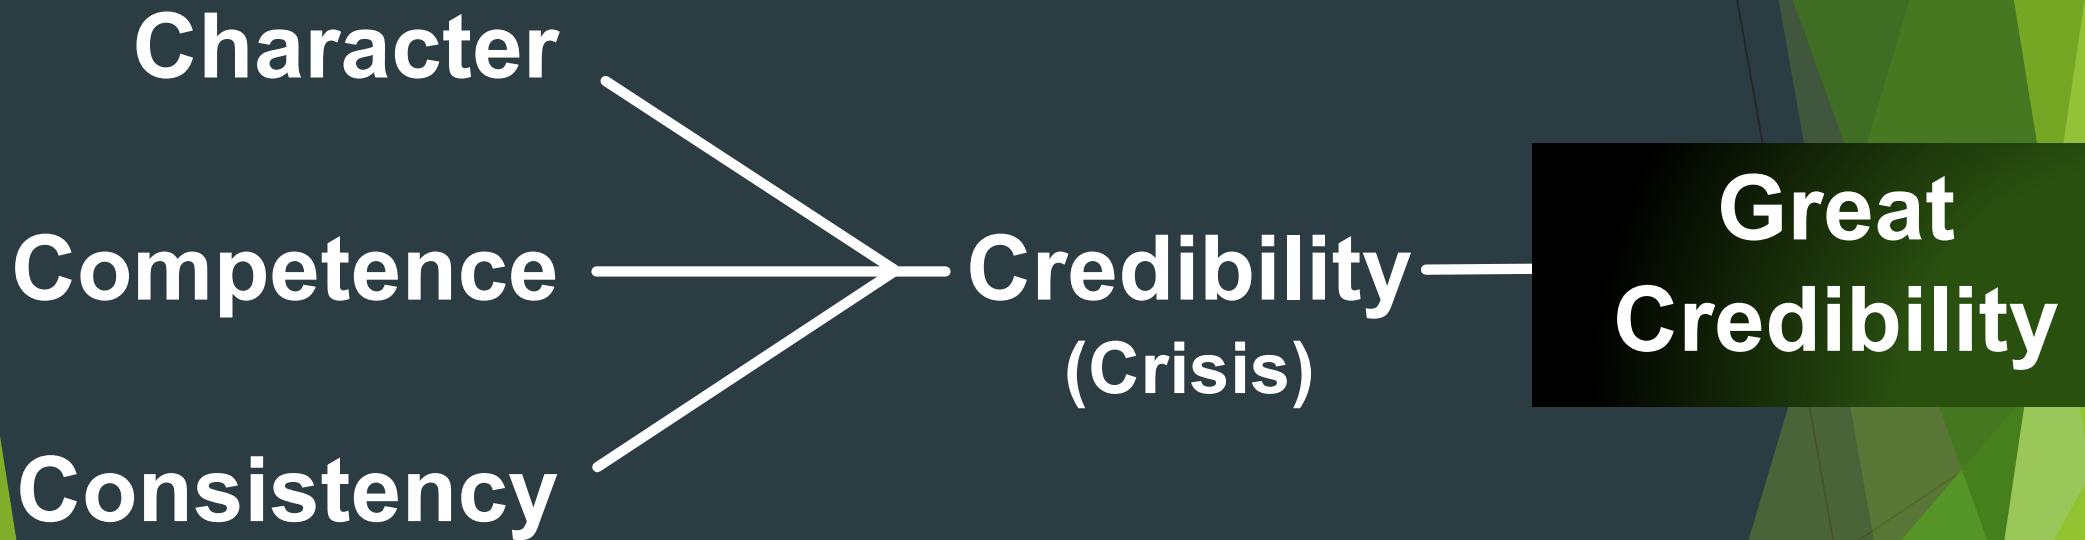 Character
Competence
Consistency
Credibility
(Crisis)
Great
Credibility